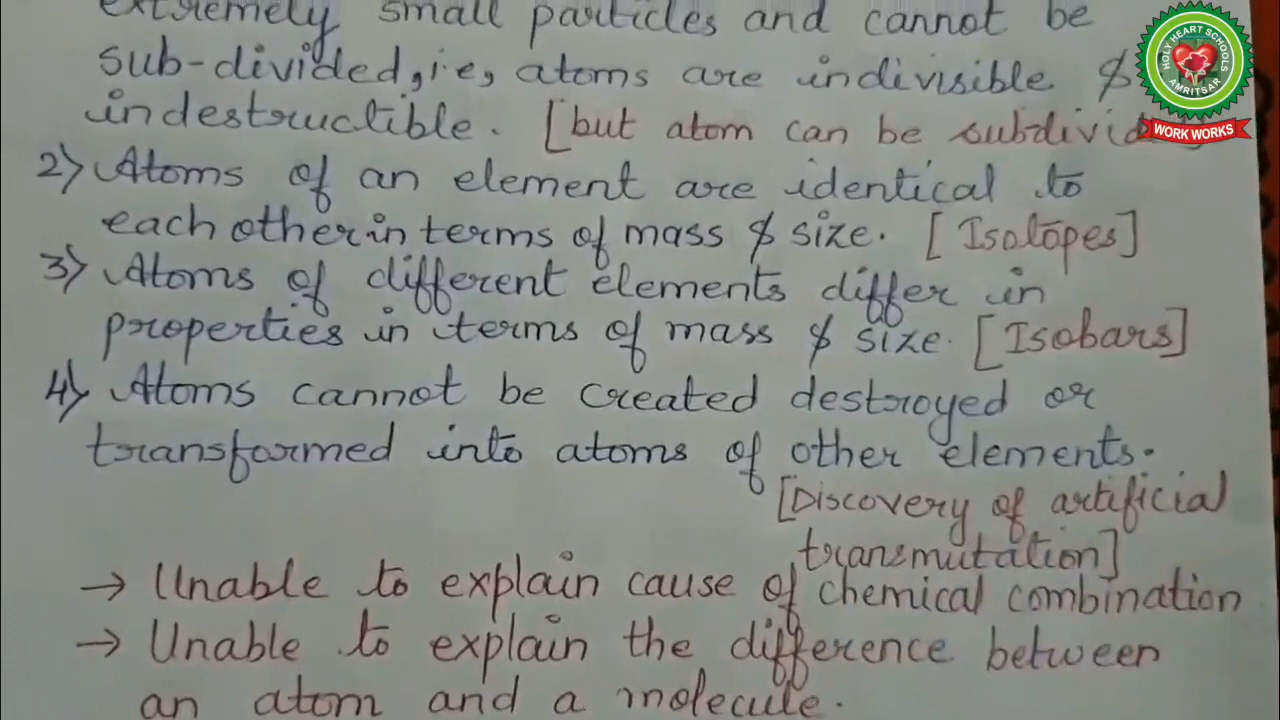 extremely small particles and cannot be
sub-divided, i.e, atoms are indivisible &
indestructible. [but atom can be subdivid
2) Atoms of an element are identical to
each other in terms of mass & size. [Isotopes]
3) Atoms of different elements differ in
properties in terms of mass & size. [Isobars]
4) Atoms cannot be created destroyed or
transformed into atoms of other elements.
[Discovery of artificial
transmutation]
→ Unable to explain cause of chemical combination
→ Unable to explain the difference between
an atom and a molecule.
HOLY HEART SCHOOLS
AMRITSAR
WORK WORKS